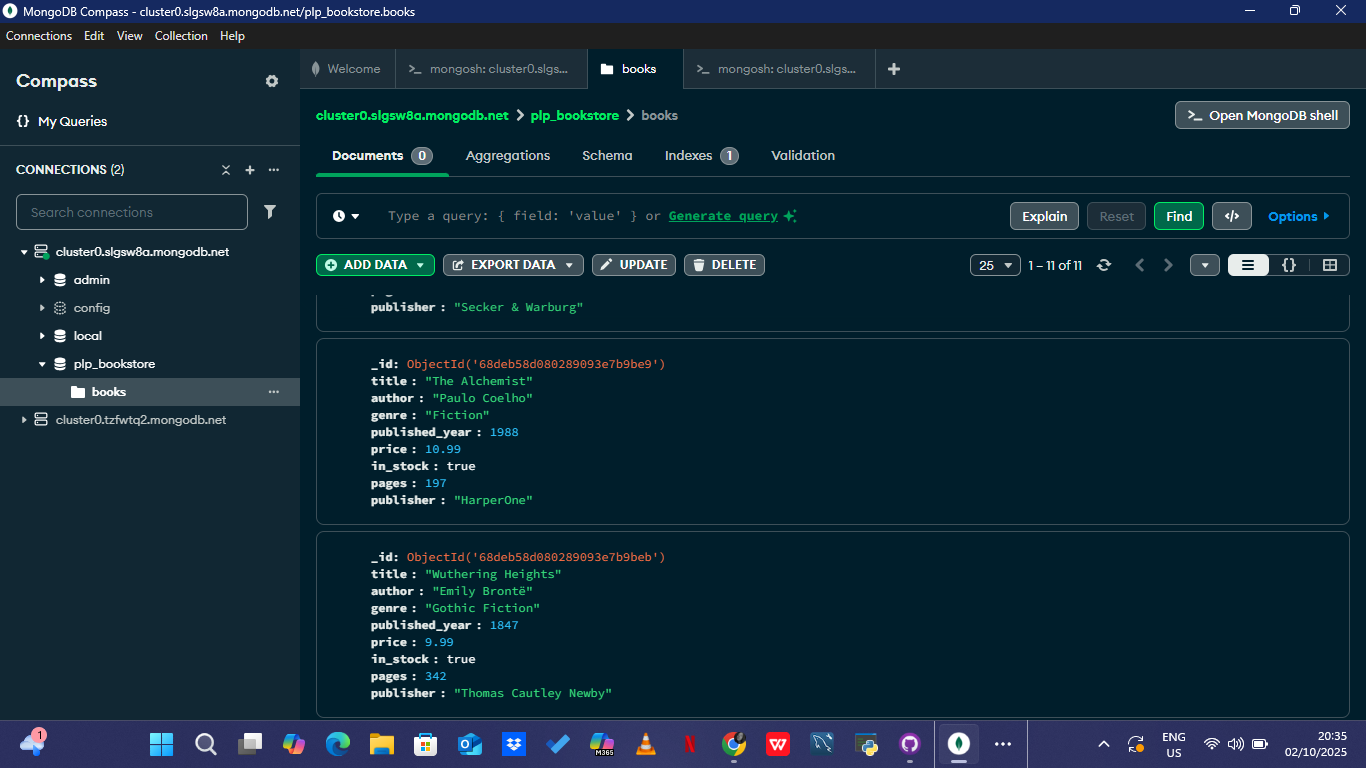 MongoDB Compass - cluster0.slgsw8a.mongodb.net/plp_bookstore.books
Connections Edit View Collection Help
Compass
{} My Queries
CONNECTIONS (2)
Search connections
cluster0.slgsw8a.mongodb.net
admin
config
local
plp_bookstore
books
cluster0.tzfwtq2.mongodb.net
Welcome
>_ mongosh: cluster0.slgs...
books
>_ mongosh: cluster0.slgs...
cluster0.slgsw8a.mongodb.net > plp_bookstore > books
>_ Open MongoDB shell
Documents 0 Aggregations Schema Indexes 1 Validation
Type a query: { field: 'value' } or Generate query
Explain Reset Find </> Options
ADD DATA EXPORT DATA UPDATE DELETE
25 1 – 11 of 11 {}
publisher : "Secker & Warburg"
_id: ObjectId('68deb58d080289093e7b9be9')
title : "The Alchemist"
author : "Paulo Coelho"
genre : "Fiction"
published_year : 1988
price : 10.99
in_stock : true
pages : 197
publisher : "HarperOne"
_id: ObjectId('68deb58d080289093e7b9beb')
title : "Wuthering Heights"
author : "Emily Brontë"
genre : "Gothic Fiction"
published_year : 1847
price : 9.99
in_stock : true
pages : 342
publisher : "Thomas Cautley Newby"
1
M365
W
ENG
US
20:35
02/10/2025